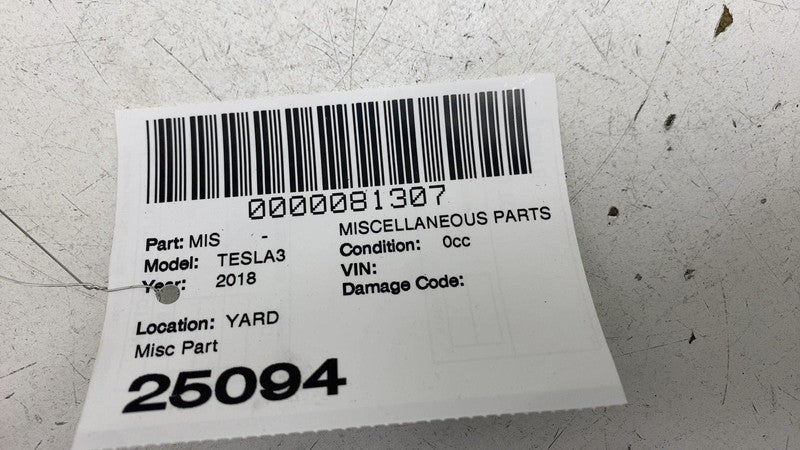 0000081307
Part: MIS - MISCELLANEOUS PARTS
Model: TESLA3 Condition: 0cc
Year: 2018 VIN:
Damage Code:
Location: YARD
Misc Part
25094